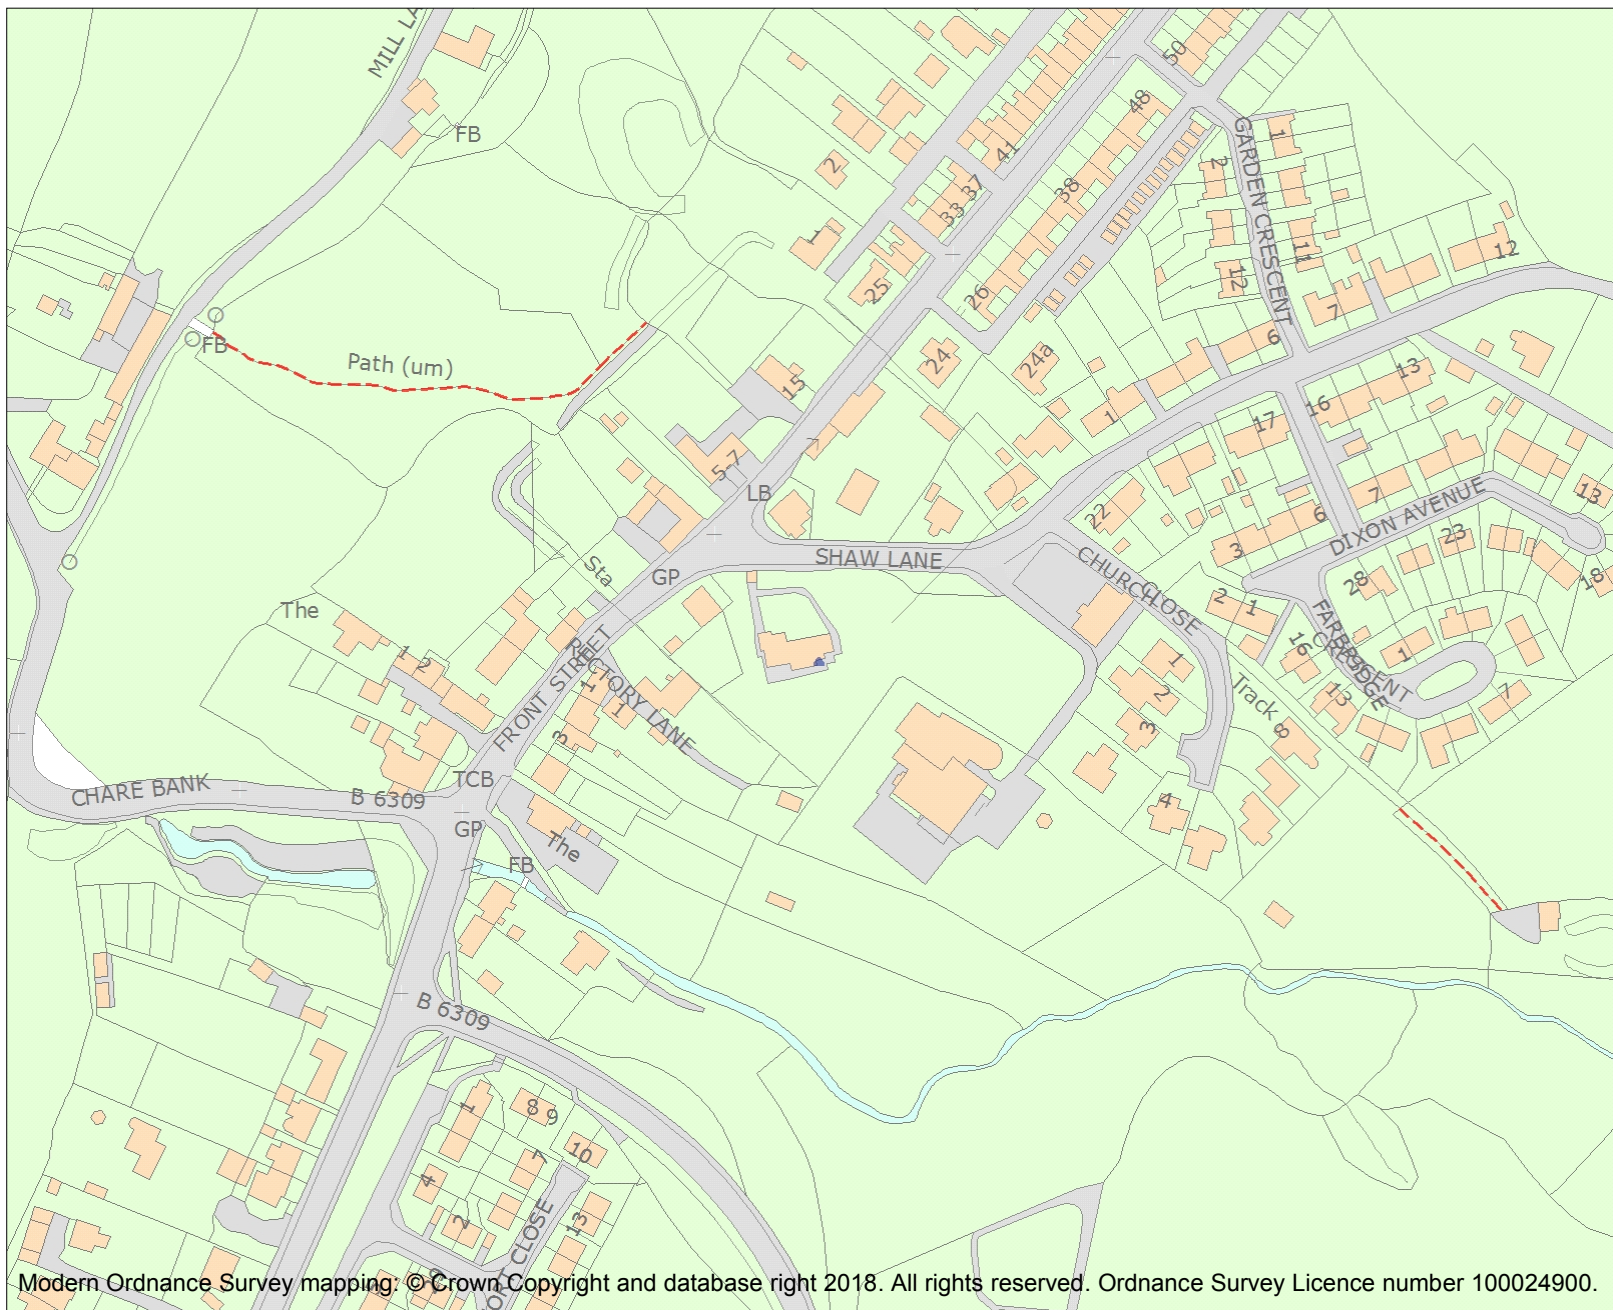 MILL LA
FB
50
48
41
38
37
33
2
1
25
26
24
24a
GARDEN CRESCENT
1
2
11
12
12
7
6
FB
Path (um)
15
5-7
7
LB
1
13
16
17
7
13
DIXON AVENUE
6
3
22
23
18
28
SHAW LANE
CHURCH CLOSE
2
1
FARBRIDGE
CRESCENT
16
1
13
7
8
Track
1
2
3
4
Sta
GP
The
1
2
FRONT STREET
RECTORY LANE
1
1
3
TCB
CHARE BANK
B 6309
GP
The
FB
B 6309
1
8
9
10
7
4
2
13
Modern Ordnance Survey mapping: © Crown Copyright and database right 2018. All rights reserved. Ordnance Survey Licence number 100024900.